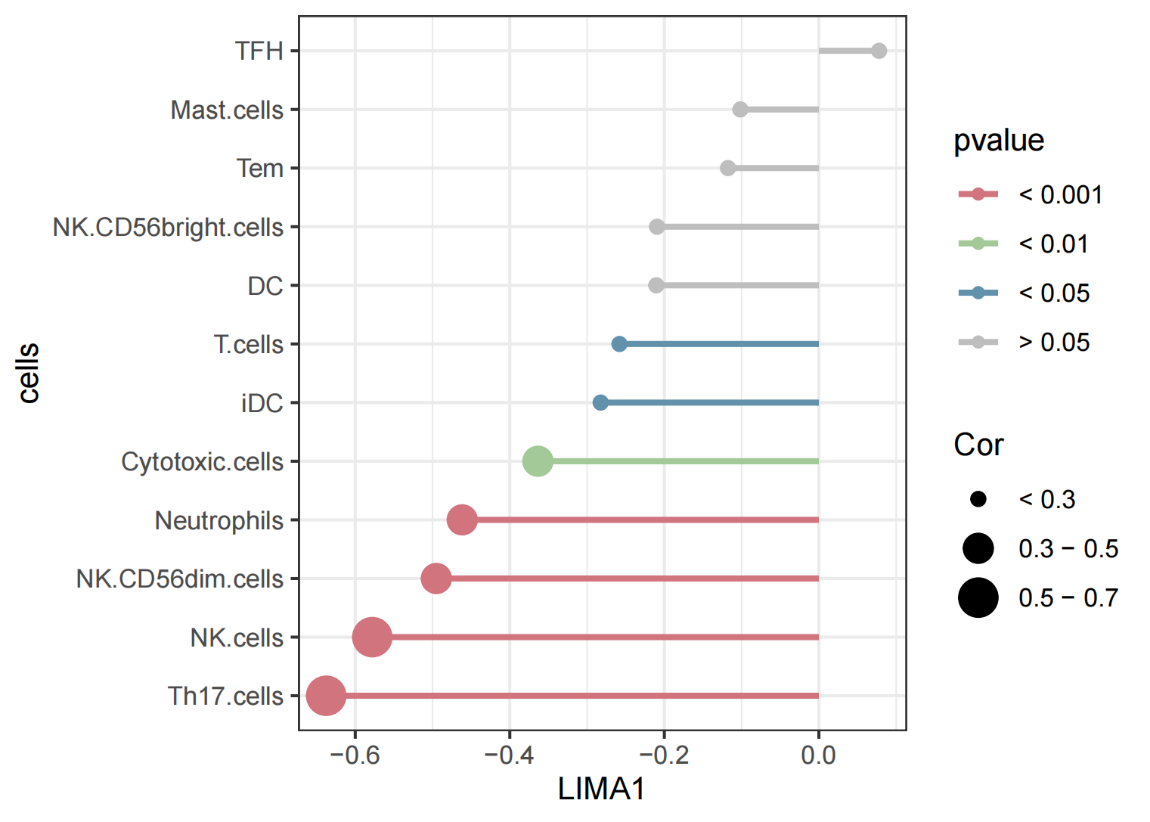 TFH
Mast.cells
Tem
NK.CD56bright.cells
DC
T.cells
iDC
Cytotoxic.cells
Neutrophils
NK.CD56dim.cells
NK.cells
Th17.cells
cells
−0.6 −0.4 −0.2 0.0
LIMA1
pvalue
< 0.001
< 0.01
< 0.05
> 0.05
Cor
< 0.3
0.3 − 0.5
0.5 − 0.7